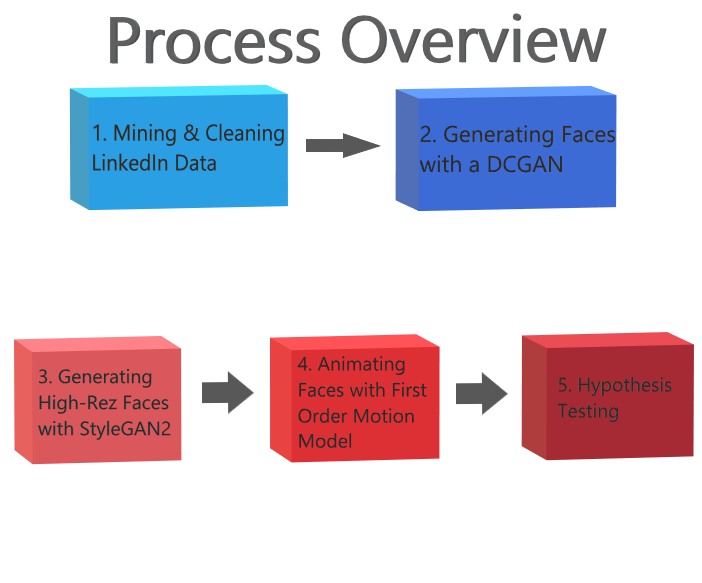 Process Overview
1. Mining & Cleaning
LinkedIn Data
2. Generating Faces
with a DCGAN
3. Generating
High-Rez Faces
with StyleGAN2
4. Animating
Faces with First
Order Motion
Model
5. Hypothesis
Testing